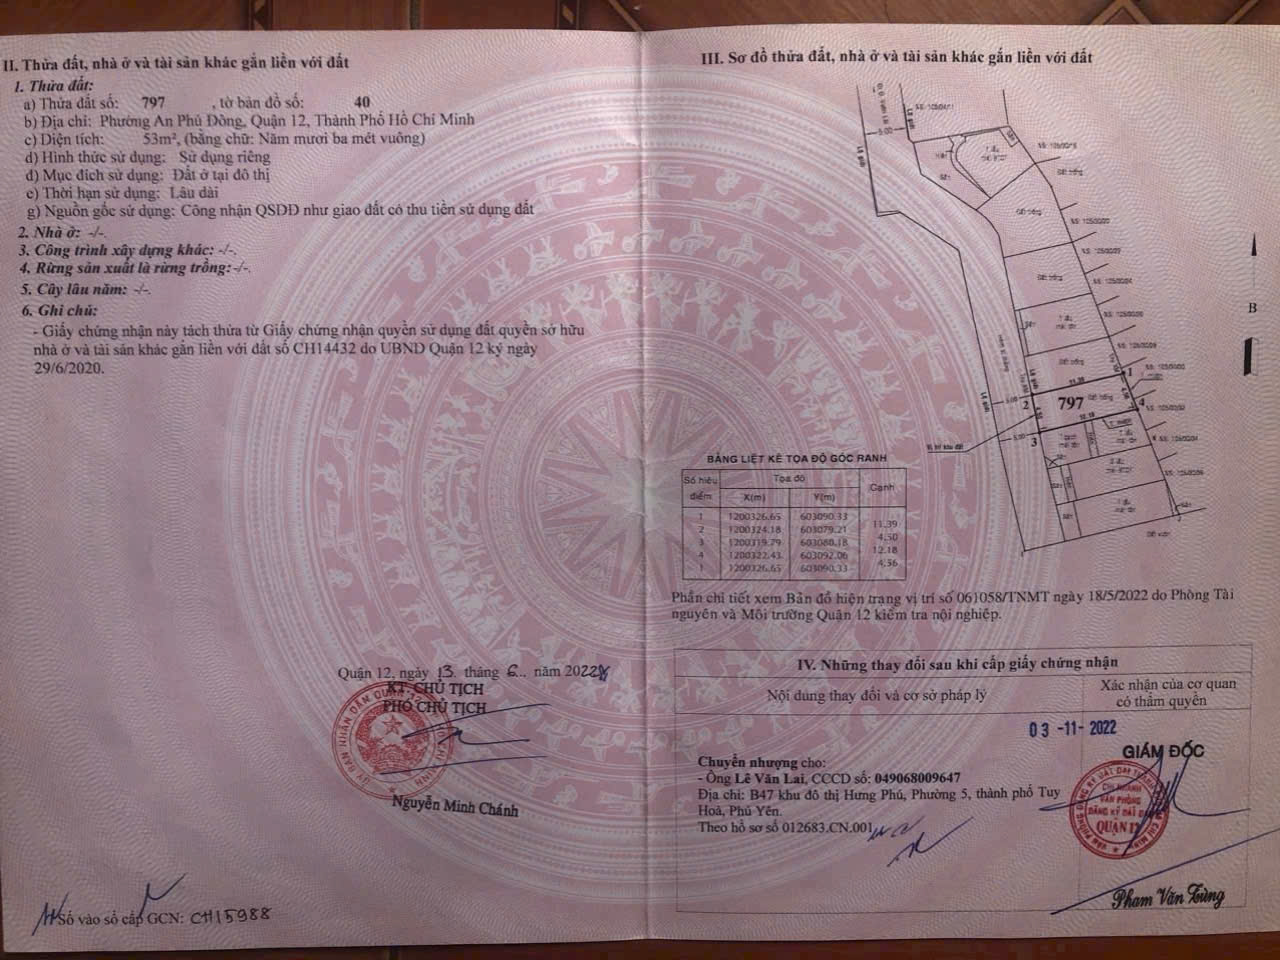 II. Thửa đất, nhà ở và tài sản khác gắn liền với đất
1. Thửa đất:
a) Thửa đất số: 797 , tờ bản đồ số: 40
b) Địa chỉ: Phường An Phú Đông, Quận 12, Thành Phố Hồ Chí Minh
c) Diện tích: 53m², (bằng chữ: Năm mươi ba mét vuông)
d) Hình thức sử dụng: Sử dụng riêng
đ) Mục đích sử dụng: Đất ở tại đô thị
e) Thời hạn sử dụng: Lâu dài
g) Nguồn gốc sử dụng: Công nhận QSDĐ như giao đất có thu tiền sử dụng đất
2. Nhà ở: -/-.
3. Công trình xây dựng khác: -/-.
4. Rừng sản xuất là rừng trồng:-/-.
5. Cây lâu năm: -/-.
6. Ghi chú:
- Giấy chứng nhận này tách thửa từ Giấy chứng nhận quyền sử dụng đất quyền sở hữu
nhà ở và tài sản khác gắn liền với đất số CH14432 do UBND Quận 12 ký ngày
29/6/2020.
Quận 12, ngày 13 tháng 6 năm 2022
KT. CHỦ TỊCH
PHÓ CHỦ TỊCH
Nguyễn Minh Chánh
Số vào sổ cấp GCN: CH15988
III. Sơ đồ thửa đất, nhà ở và tài sản khác gắn liền với đất
B
1
2
797
4
3
BẢNG LIỆT KÊ TỌA ĐỘ GÓC RANH
Số hiệu điểm Tọa độ Cạnh
X(m) Y(m)
1 1200326.65 603090.33
11.39
2 1200324.18 603079.21
4.50
3 1200319.79 603080.18
12.18
4 1200322.43 603092.06
4.56
1 1200326.65 603090.33
Phần chi tiết xem Bản đồ hiện trạng vị trí số 061058/TNMT ngày 18/5/2022 do Phòng Tài
nguyên và Môi trường Quận 12 kiểm tra nội nghiệp.
IV. Những thay đổi sau khi cấp giấy chứng nhận
Nội dung thay đổi và cơ sở pháp lý
Xác nhận của cơ quan
có thẩm quyền
03-11-2022
GIÁM ĐỐC
Chuyển nhượng cho:
- Ông Lê Văn Lai, CCCD số: 049068009647
Địa chỉ: B47 khu đô thị Hưng Phú, Phường 5, thành phố Tuy
Hoà, Phú Yên.
Theo hồ sơ số 012683.CN.001
CHI NHÁNH
VĂN PHÒNG
ĐĂNG KÝ ĐẤT ĐAI
QUẬN 12
Phạm Văn Dũng